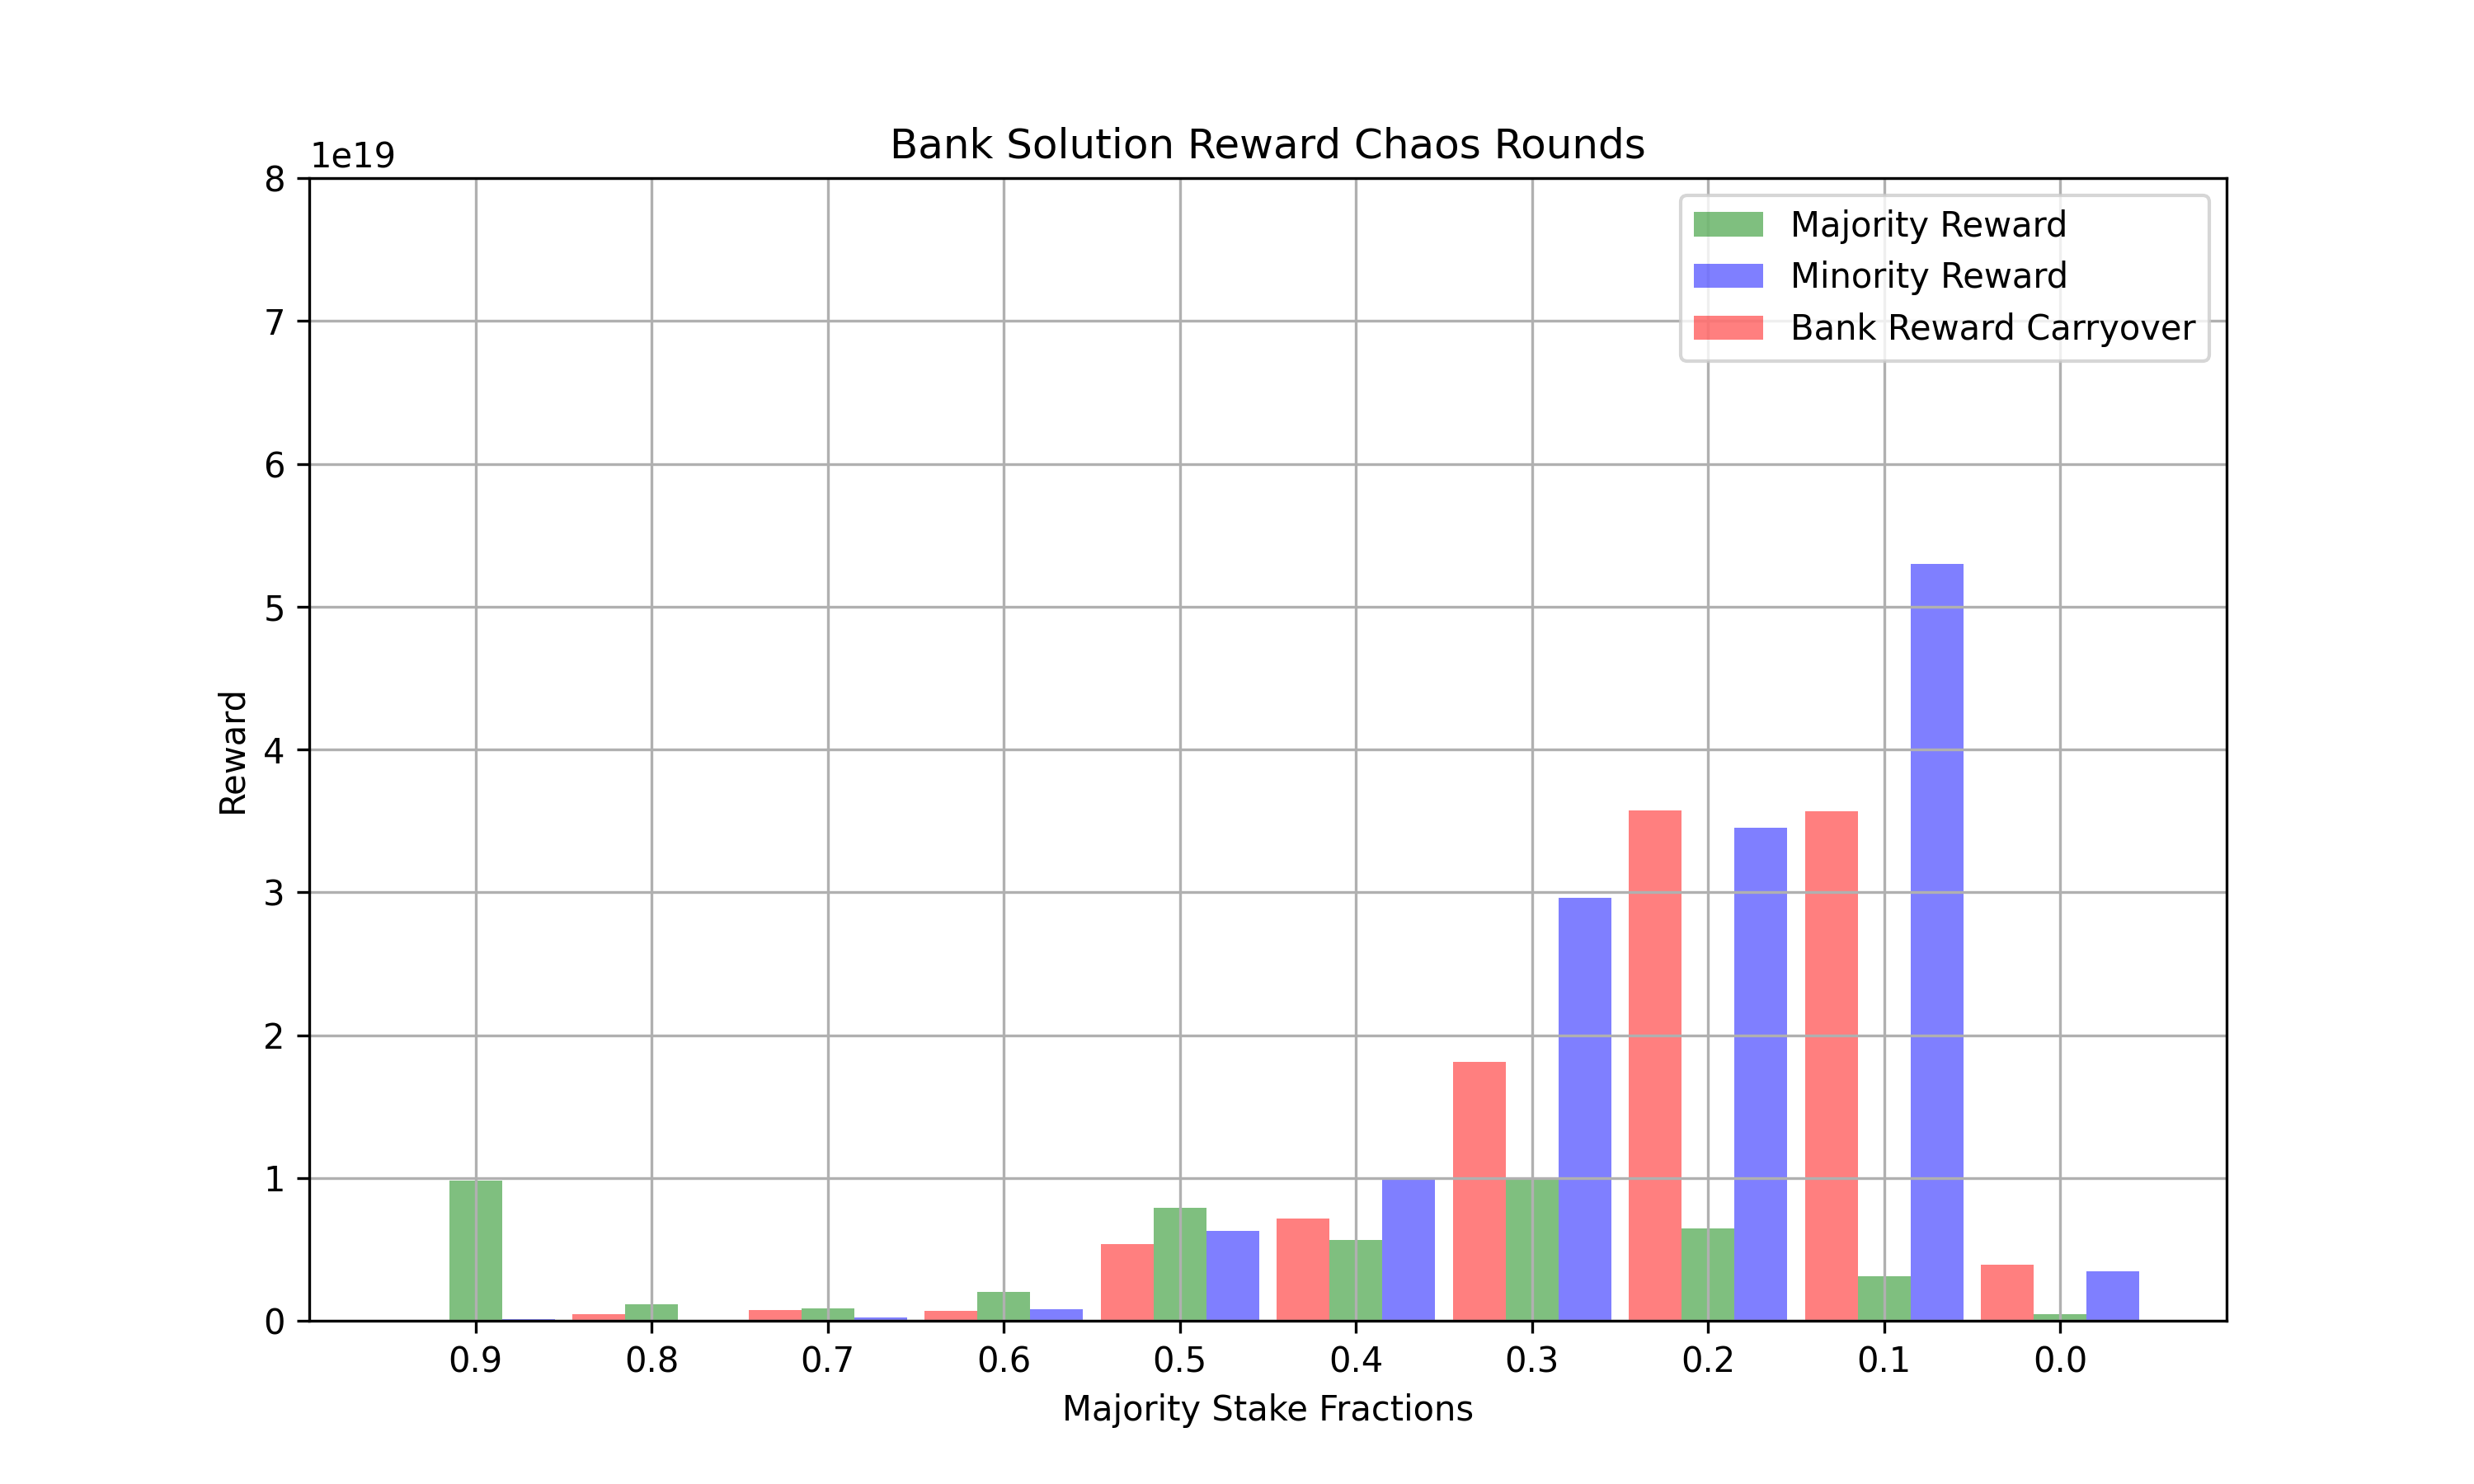 Bank Solution Reward Chaos Rounds
1e19
8
7
6
5
4
3
2
1
0
Reward
Majority Reward
Minority Reward
Bank Reward Carryover
0.9 0.8 0.7 0.6 0.5 0.4 0.3 0.2 0.1 0.0
Majority Stake Fractions